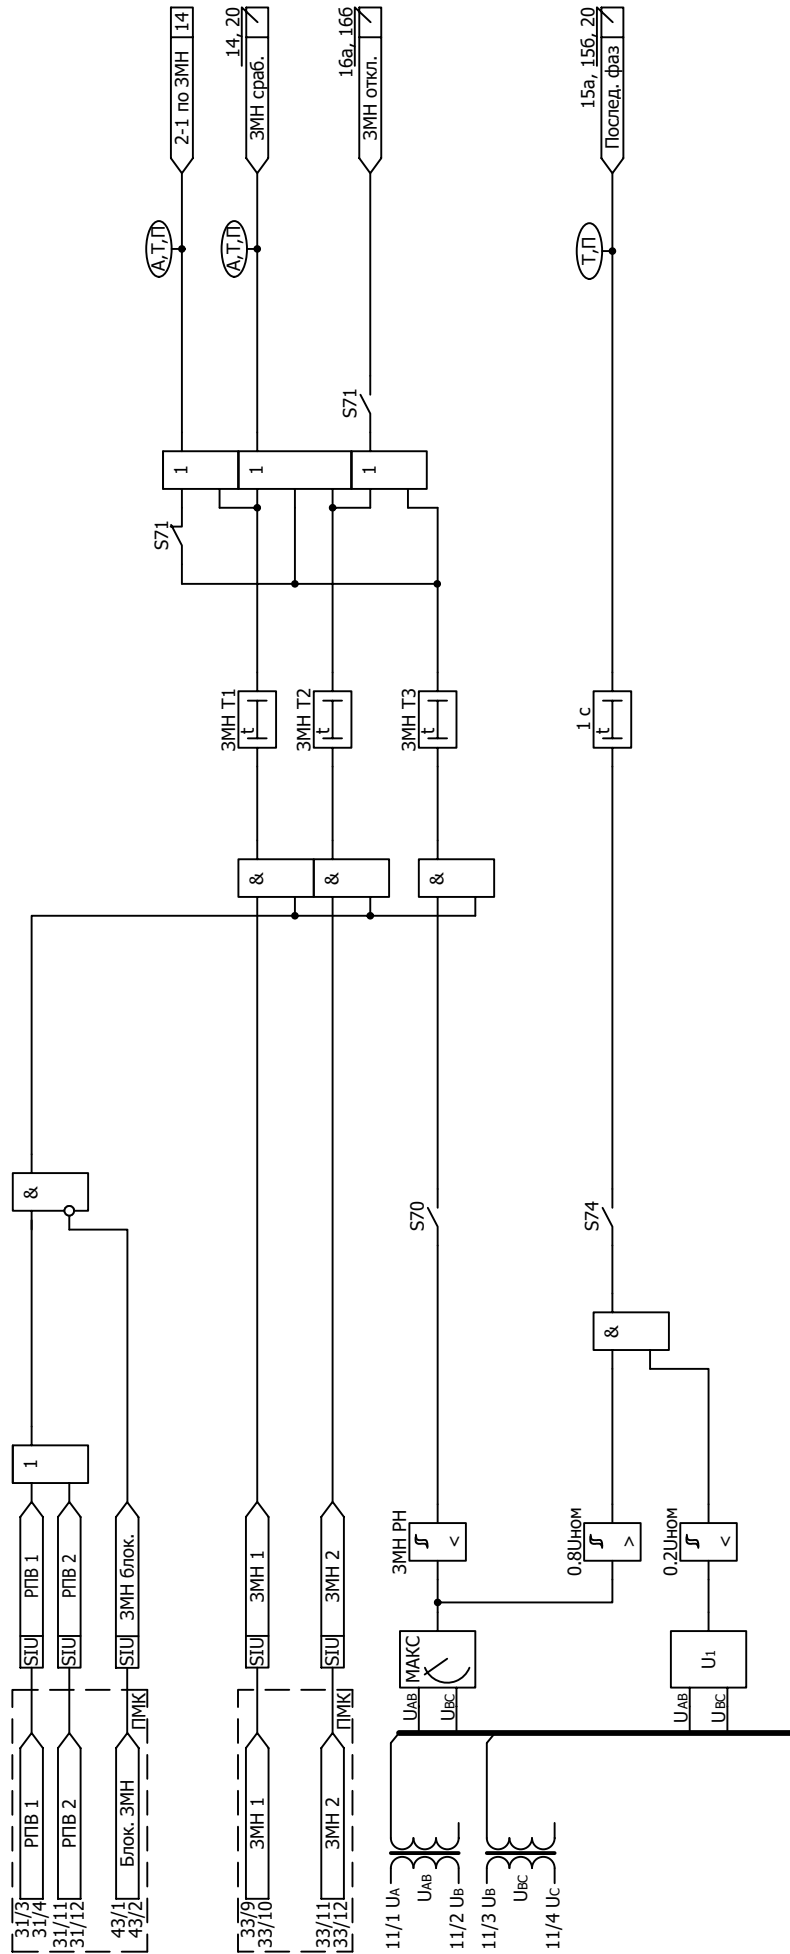 31/3
31/4
РПВ 1
SIU
РПВ 1
1
&
31/11
31/12
РПВ 2
SIU
РПВ 2
43/1
43/2
Блок. ЗМН
ПМК
SIU
ЗМН блок.
2-1 по ЗМН
14
А,Т,П
S71
1
33/9
33/10
ЗМН 1
SIU
ЗМН 1
&
ЗМН Т1
t
1
А,Т,П
ЗМН сраб.
14, 20
33/11
33/12
ЗМН 2
ПМК
SIU
ЗМН 2
&
ЗМН Т2
t
1
S71
ЗМН откл.
16а, 16б
11/1 UA
UAB
11/2 UB
11/3 UB
UBC
11/4 UC
UAB
UBC
МАКС
ЗМН РН
<
S70
&
ЗМН Т3
t
0.8Uном
>
&
S74
1 с
t
Т,П
Послед. фаз
15а, 15б, 20
UAB
UBC
U1
0.2Uном
<